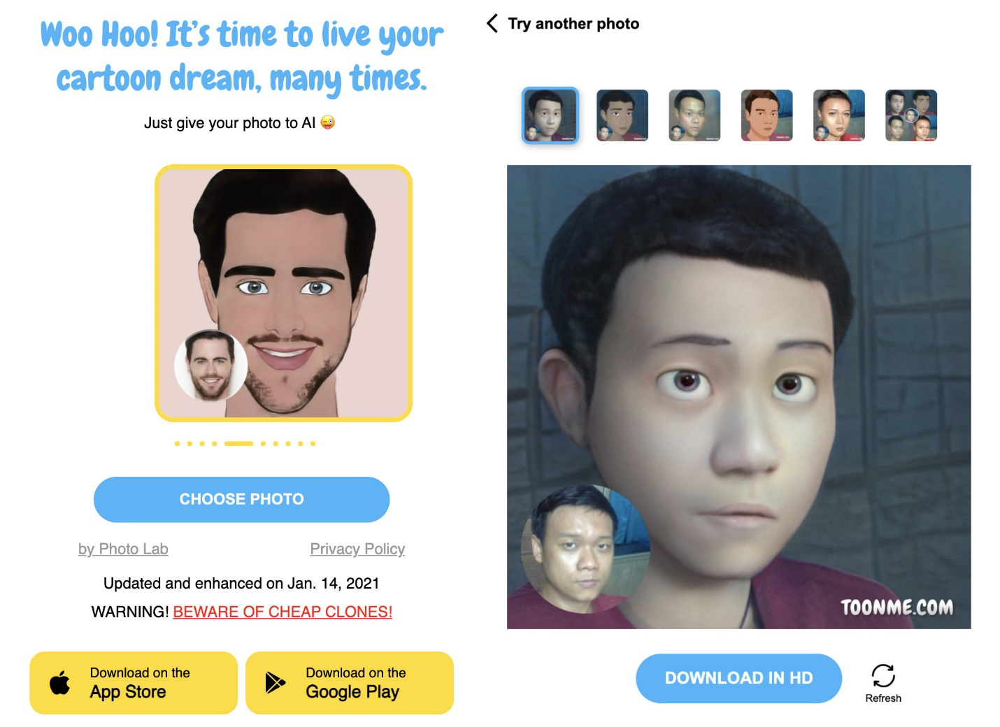 Woo Hoo! It's time to live your
cartoon dream, many times.
Just give your photo to AI 😜
CHOOSE PHOTO
by Photo Lab
Privacy Policy
Updated and enhanced on Jan. 14, 2021
WARNING! BEWARE OF CHEAP CLONES!
Download on the
App Store
Download on the
Google Play
Try another photo
TOONME.COM
DOWNLOAD IN HD
Refresh